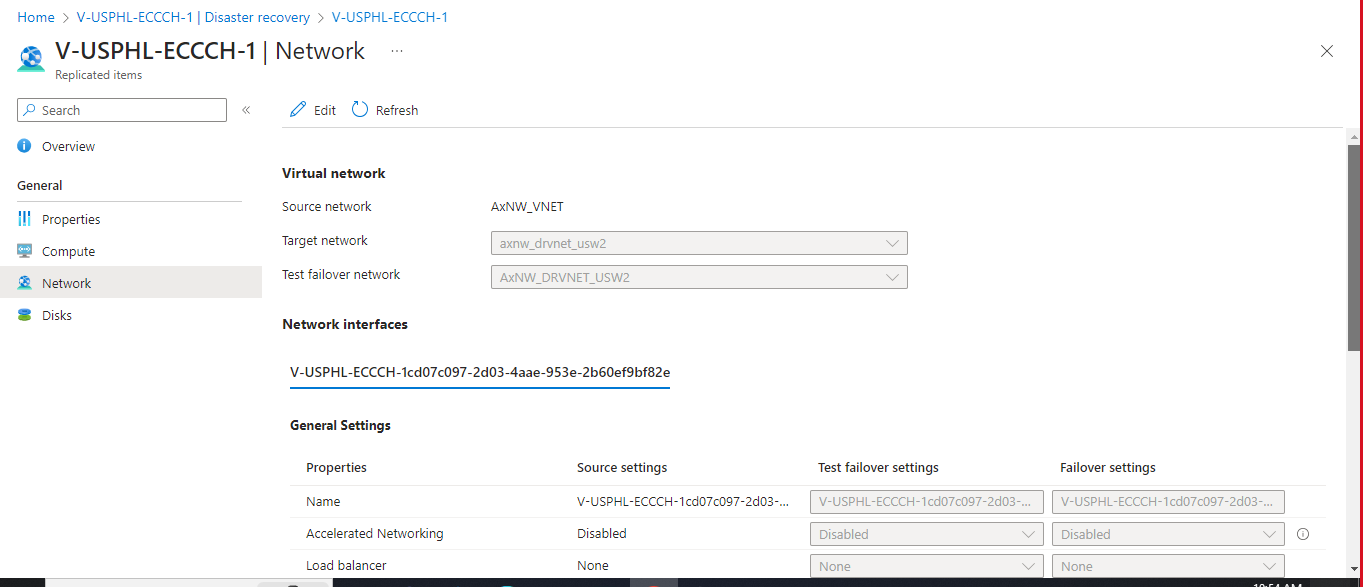 Home > V-USPHL-ECCCH-1 | Disaster recovery > V-USPHL-ECCCH-1
V-USPHL-ECCCH-1 | Network ...
Replicated items
Search «
Edit Refresh
Overview
General
Properties
Compute
Network
Disks
Virtual network
Source network AxNW_VNET
Target network axnw_drvnet_usw2
Test failover network AxNW_DRVNET_USW2
Network interfaces
V-USPHL-ECCCH-1cd07c097-2d03-4aae-953e-2b60ef9bf82e
General Settings
Properties Source settings Test failover settings Failover settings
Name V-USPHL-ECCCH-1cd07c097-2d03-... V-USPHL-ECCCH-1cd07c097-2d03-... V-USPHL-ECCCH-1cd07c097-2d03-...
Accelerated Networking Disabled Disabled Disabled
Load balancer None None None